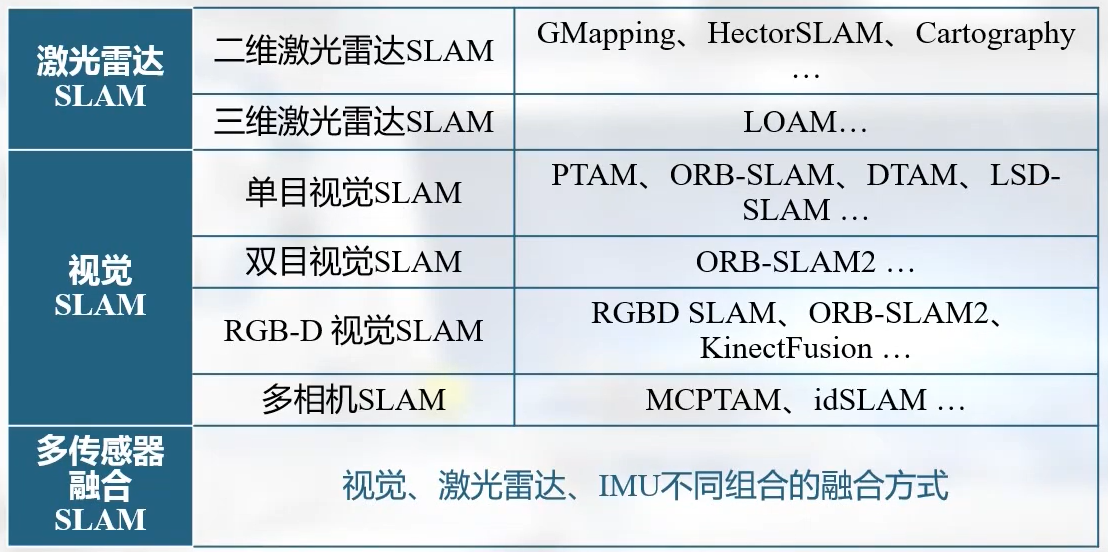 激光雷达
SLAM
二维激光雷达SLAM
GMapping、HectorSLAM、Cartography
…
三维激光雷达SLAM
LOAM…
视觉
SLAM
单目视觉SLAM
PTAM、ORB-SLAM、DTAM、LSD-
SLAM …
双目视觉SLAM
ORB-SLAM2 …
RGB-D 视觉SLAM
RGBD SLAM、ORB-SLAM2、
KinectFusion …
多相机SLAM
MCPTAM、idSLAM …
多传感器
融合
SLAM
视觉、激光雷达、IMU不同组合的融合方式